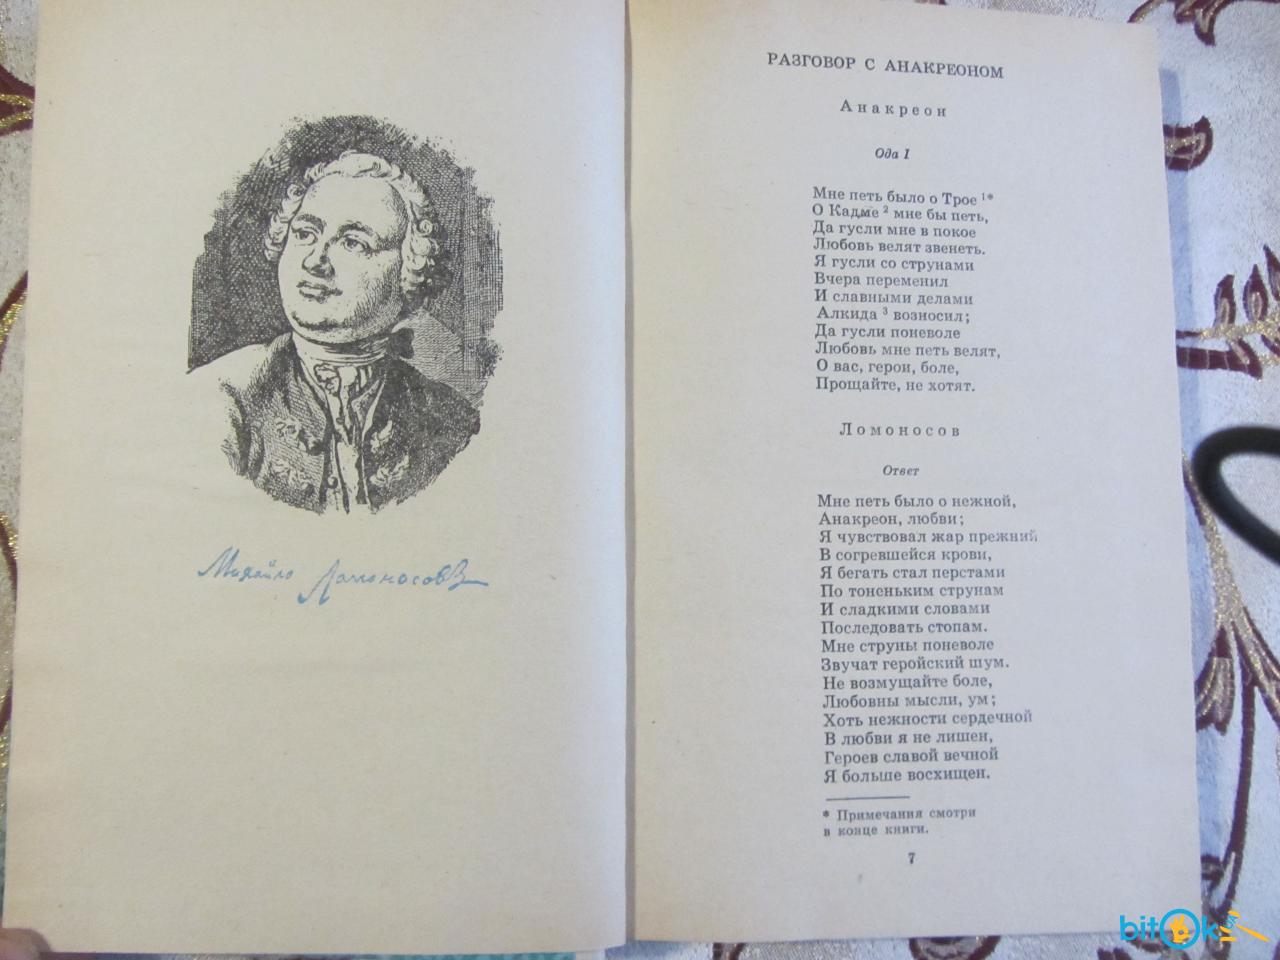 Михайло Ломоносовъ
РАЗГОВОР С АНАКРЕОНОМ
Анакреон
Ода I
Мне петь было о Трое ¹*
О Кадме ² мне бы петь,
Да гусли мне в покое
Любовь велят звенеть.
Я гусли со струнами
Вчера переменил
И славными делами
Алкида ³ возносил;
Да гусли поневоле
Любовь мне петь велят,
О вас, герои, боле,
Прощайте, не хотят.
Ломоносов
Ответ
Мне петь было о нежной,
Анакреон, любви;
Я чувствовал жар прежний
В согревшейся крови,
Я бегать стал перстами
По тоненьким струнам
И сладкими словами
Последовать стопам.
Мне струны поневоле
Звучат геройский шум.
Не возмущайте боле,
Любовны мысли, ум;
Хоть нежности сердечной
В любви я не лишен,
Героев славой вечной
Я больше восхищен.
* Примечания смотри
в конце книги.
7
bitok